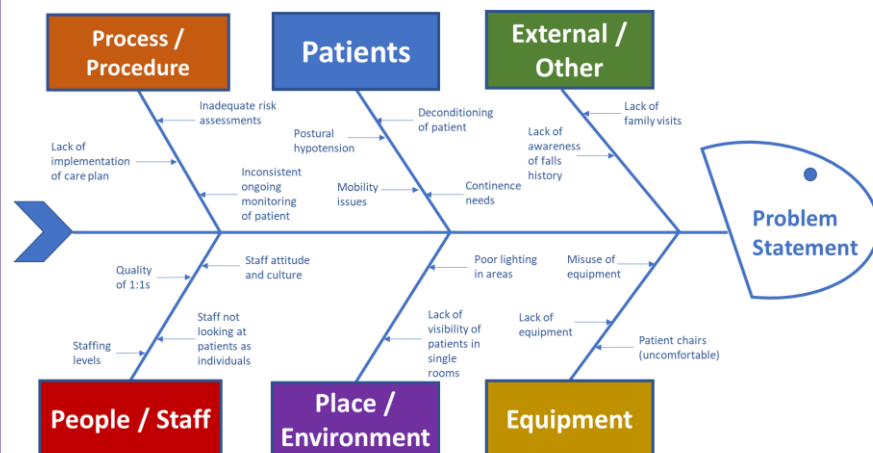 Process /
Procedure
Patients
External /
Other
Inadequate risk
assessments
Lack of
implementation
of care plan
Inconsistent
ongoing
monitoring
of patient
Deconditioning
of patient
Postural
hypotension
Mobility
issues
Continence
needs
Lack of
family visits
Lack of
awareness
of falls
history
Problem
Statement
Quality
of 1:1s
Staff attitude
and culture
Staff not
looking at
patients as
individuals
Staffing
levels
Poor lighting
in areas
Lack of
visibility of
patients in
single
rooms
Misuse of
equipment
Lack of
equipment
Patient chairs
(uncomfortable)
People / Staff
Place /
Environment
Equipment